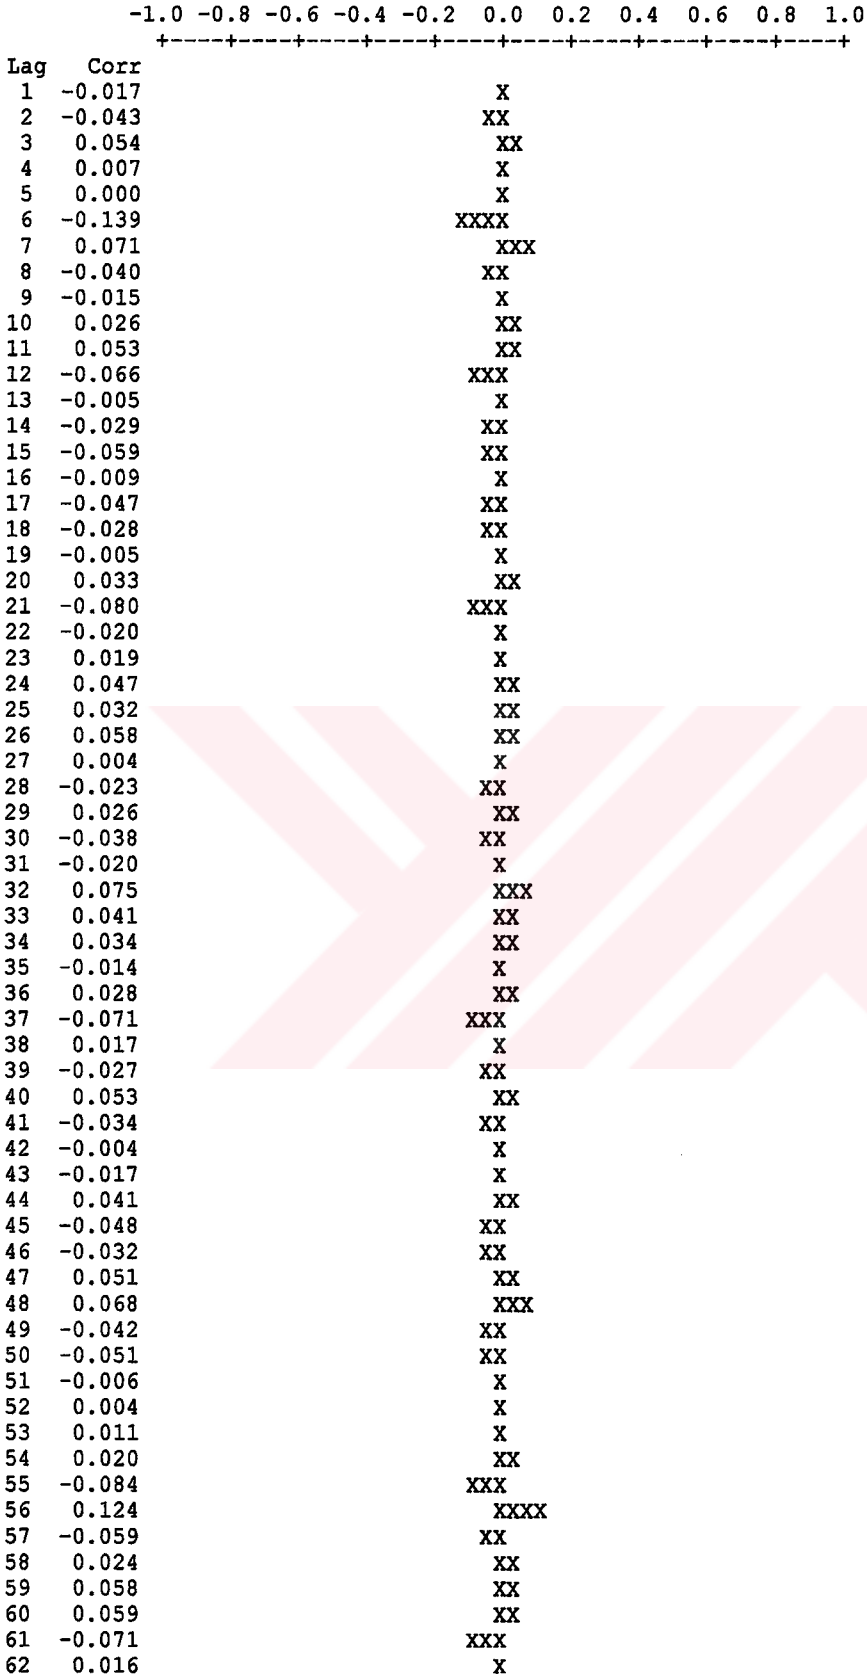 -1.0 -0.8 -0.6 -0.4 -0.2 0.0 0.2 0.4 0.6 0.8 1.0
+----+----+----+----+----+----+----+----+----+----+
Lag Corr
1 -0.017 X
2 -0.043 XX
3 0.054 XX
4 0.007 X
5 0.000 X
6 -0.139 XXXX
7 0.071 XXX
8 -0.040 XX
9 -0.015 X
10 0.026 XX
11 0.053 XX
12 -0.066 XXX
13 -0.005 X
14 -0.029 XX
15 -0.059 XX
16 -0.009 X
17 -0.047 XX
18 -0.028 XX
19 -0.005 X
20 0.033 XX
21 -0.080 XXX
22 -0.020 X
23 0.019 X
24 0.047 XX
25 0.032 XX
26 0.058 XX
27 0.004 X
28 -0.023 XX
29 0.026 XX
30 -0.038 XX
31 -0.020 X
32 0.075 XXX
33 0.041 XX
34 0.034 XX
35 -0.014 X
36 0.028 XX
37 -0.071 XXX
38 0.017 X
39 -0.027 XX
40 0.053 XX
41 -0.034 XX
42 -0.004 X
43 -0.017 X
44 0.041 XX
45 -0.048 XX
46 -0.032 XX
47 0.051 XX
48 0.068 XXX
49 -0.042 XX
50 -0.051 XX
51 -0.006 X
52 0.004 X
53 0.011 X
54 0.020 XX
55 -0.084 XXX
56 0.124 XXXX
57 -0.059 XX
58 0.024 XX
59 0.058 XX
60 0.059 XX
61 -0.071 XXX
62 0.016 X